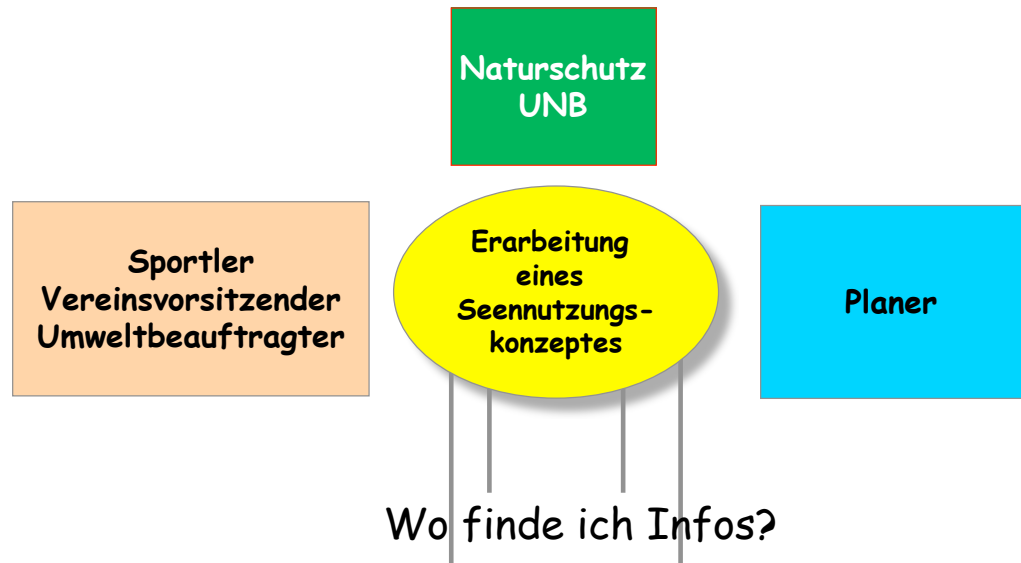 Naturschutz
UNB
Sportler
Vereinsvorsitzender
Umweltbeauftragter
Erarbeitung
eines
Seennutzungs-
konzeptes
Planer
Wo finde ich Infos?